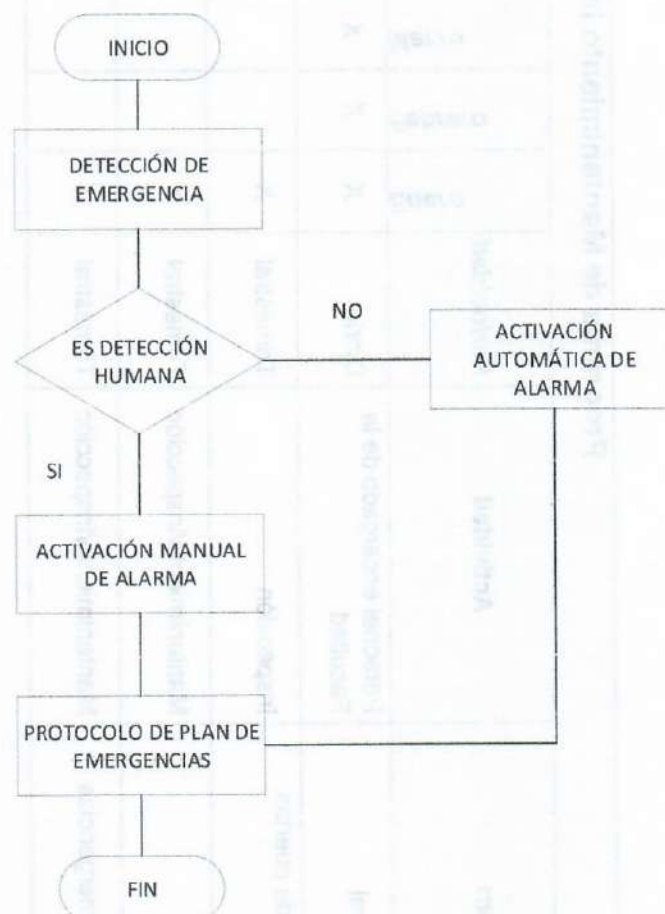 INICIO
DETECCIÓN DE
EMERGENCIA
ES DETECCIÓN
HUMANA
NO
ACTIVACIÓN
AUTOMÁTICA DE
ALARMA
SI
ACTIVACIÓN MANUAL
DE ALARMA
PROTOCOLO DE PLAN DE
EMERGENCIAS
FIN